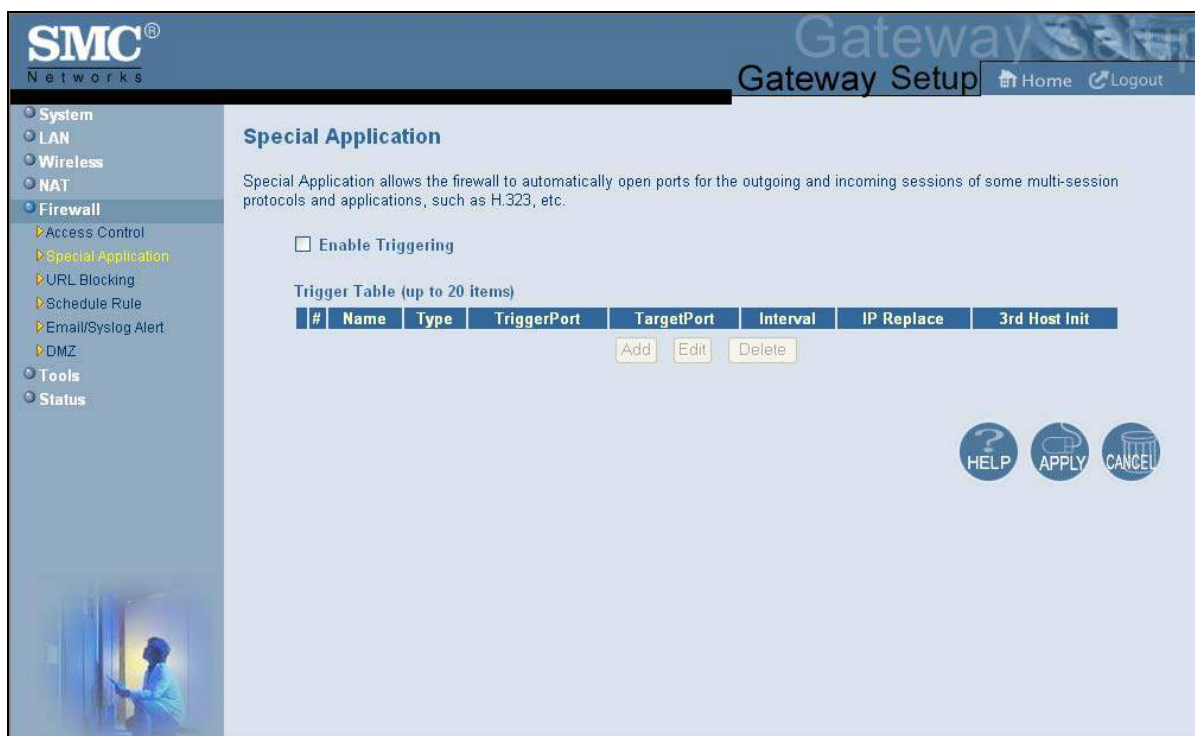 SMC®
Networks
Gateway Setup
Gateway Setup
Home
Logout
System
LAN
Wireless
NAT
Firewall
Access Control
Special Application
URL Blocking
Schedule Rule
Email/Syslog Alert
DMZ
Tools
Status
Special Application
Special Application allows the firewall to automatically open ports for the outgoing and incoming sessions of some multi-session
protocols and applications, such as H.323, etc.
Enable Triggering
Trigger Table (up to 20 items)
# Name Type TriggerPort TargetPort Interval IP Replace 3rd Host Init
Add Edit Delete
HELP APPLY CANCEL